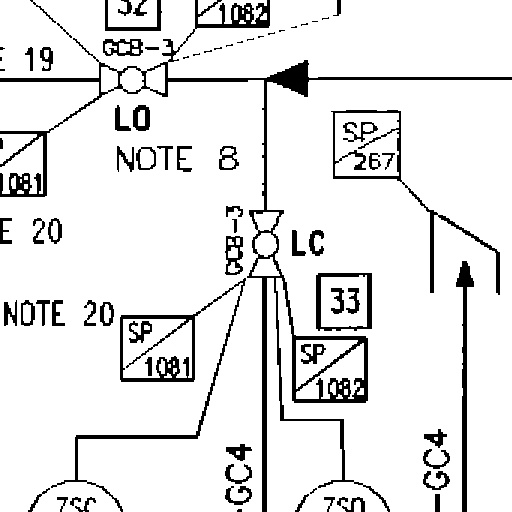 32
1082
GCB-3
E 19
LO
NOTE 8
SP
267
1081
E 20
GCB-3
LC
33
NOTE 20
SP
1081
SP
1082
-GC4
-GC4
ZSC
ZSO